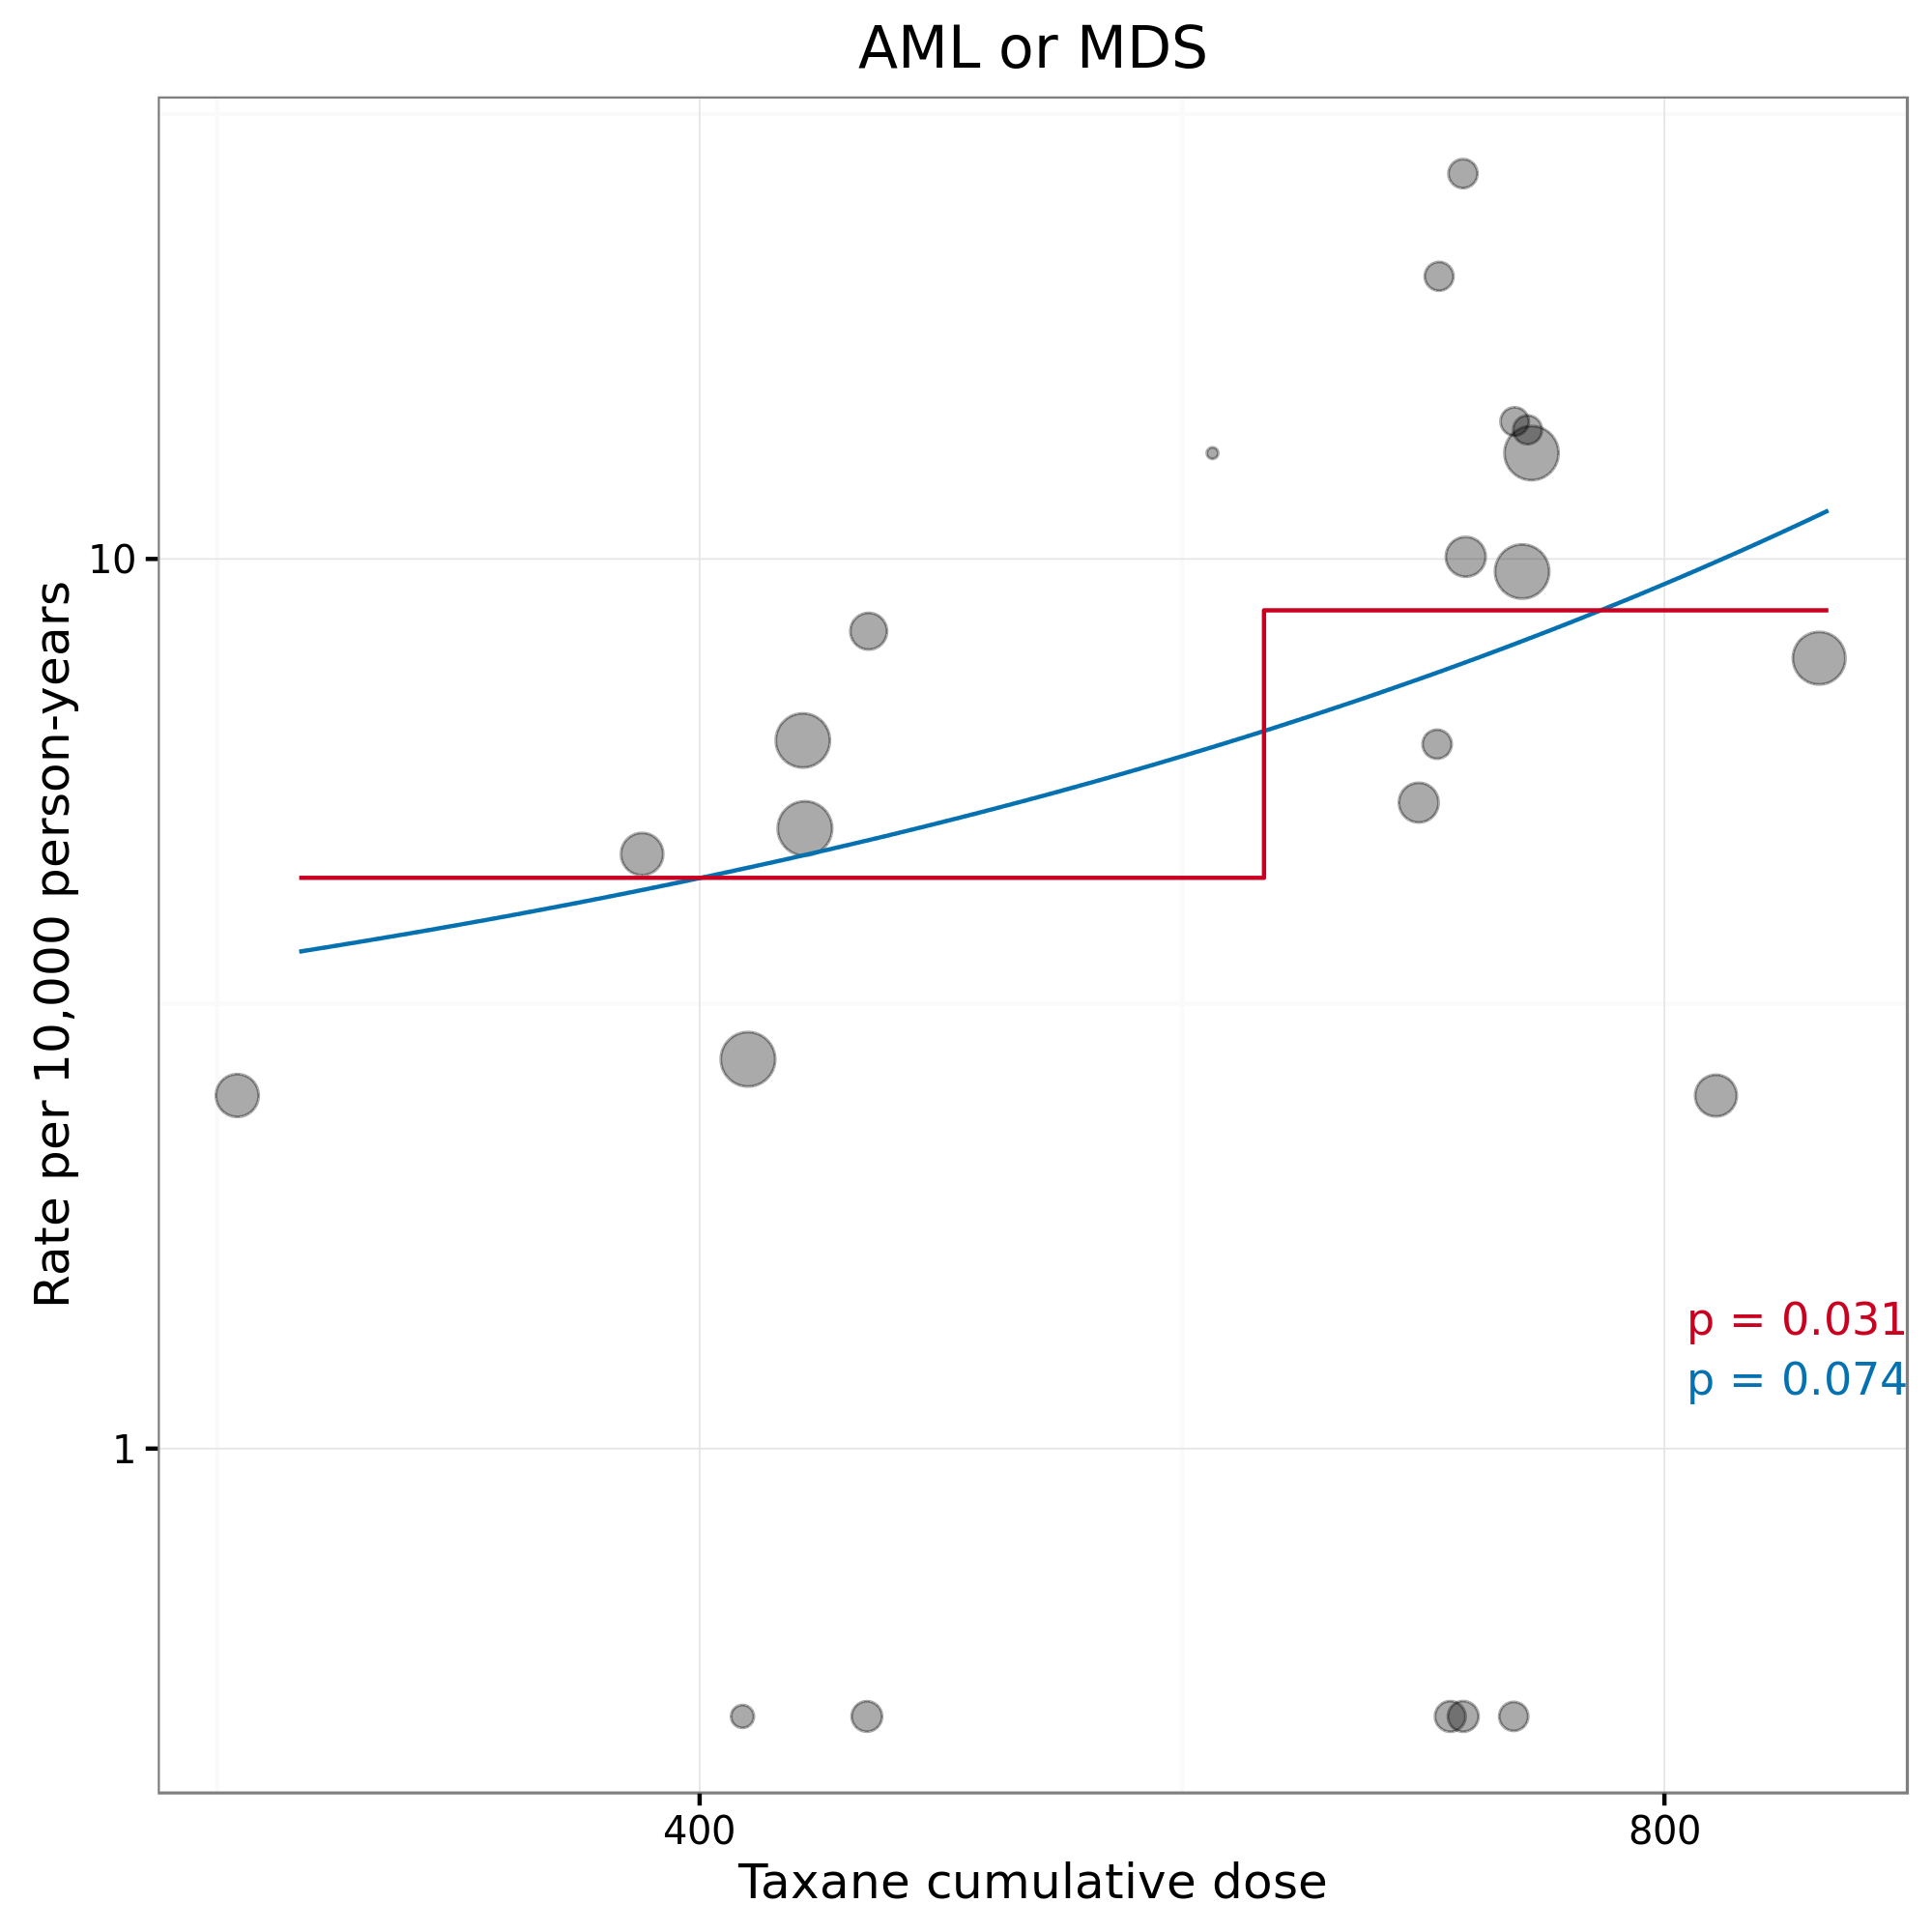 AML or MDS
Rate per 10,000 person-years
10
1
p = 0.031
p = 0.074
400
800
Taxane cumulative dose